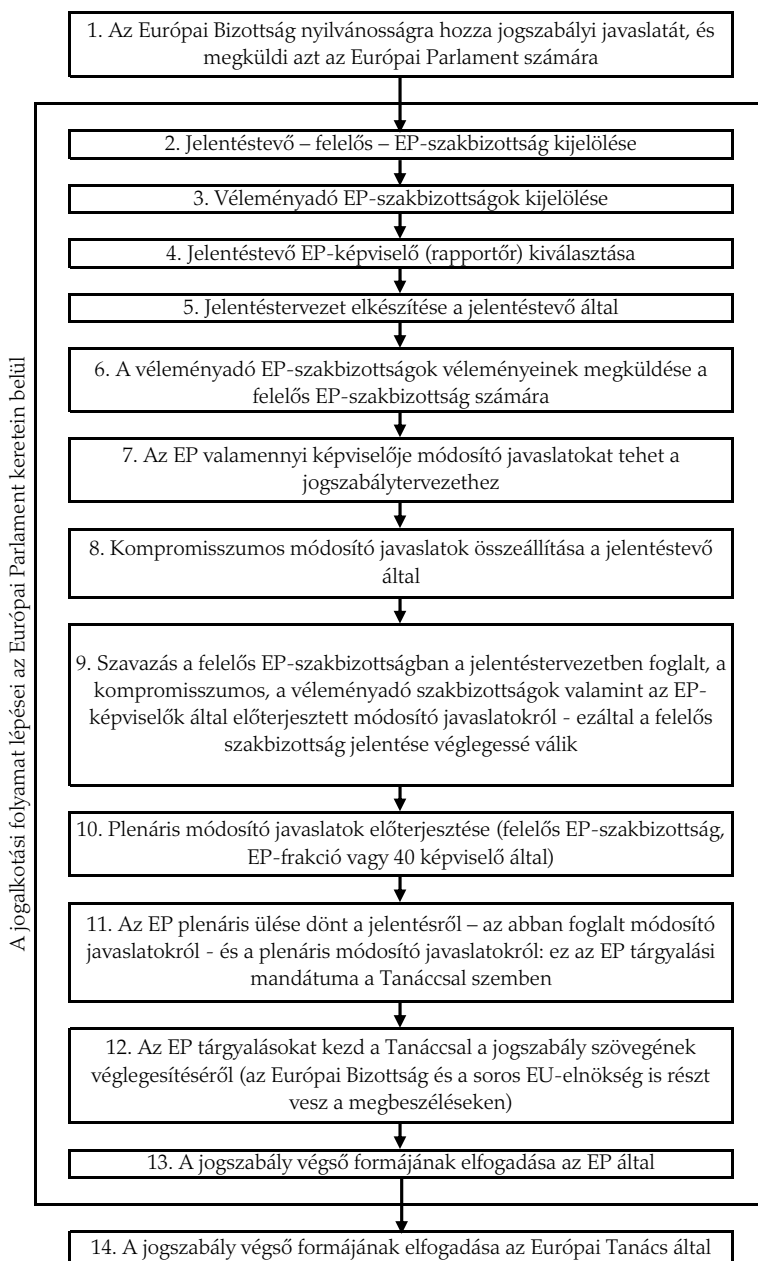 1. Az Európai Bizottság nyilvánosságra hozza jogszabályi javaslatát, és
megküldi azt az Európai Parlament számára
A jogalkotási folyamat lépései az Európai Parlament keretein belül
2. Jelentéstevő – felelős – EP-szakbizottság kijelölése
3. Véleményadó EP-szakbizottságok kijelölése
4. Jelentéstevő EP-képviselő (rapportőr) kiválasztása
5. Jelentéstervezet elkészítése a jelentéstevő által
6. A véleményadó EP-szakbizottságok véleményeinek megküldése a
felelős EP-szakbizottság számára
7. Az EP valamennyi képviselője módosító javaslatokat tehet a
jogszabálytervezethez
8. Kompromisszumos módosító javaslatok összeállítása a jelentéstevő
által
9. Szavazás a felelős EP-szakbizottságban a jelentéstervezetben foglalt, a
kompromisszumos, a véleményadó szakbizottságok valamint az EP-
képviselők által előterjesztett módosító javaslatokról - ezáltal a felelős
szakbizottság jelentése véglegessé válik
10. Plenáris módosító javaslatok előterjesztése (felelős EP-szakbizottság,
EP-frakció vagy 40 képviselő által)
11. Az EP plenáris ülése dönt a jelentésről – az abban foglalt módosító
javaslatokról - és a plenáris módosító javaslatokról: ez az EP tárgyalási
mandátuma a Tanáccsal szemben
12. Az EP tárgyalásokat kezd a Tanáccsal a jogszabály szövegének
véglegesítéséről (az Európai Bizottság és a soros EU-elnökség is részt
vesz a megbeszéléseken)
13. A jogszabály végső formájának elfogadása az EP által
14. A jogszabály végső formájának elfogadása az Európai Tanács által